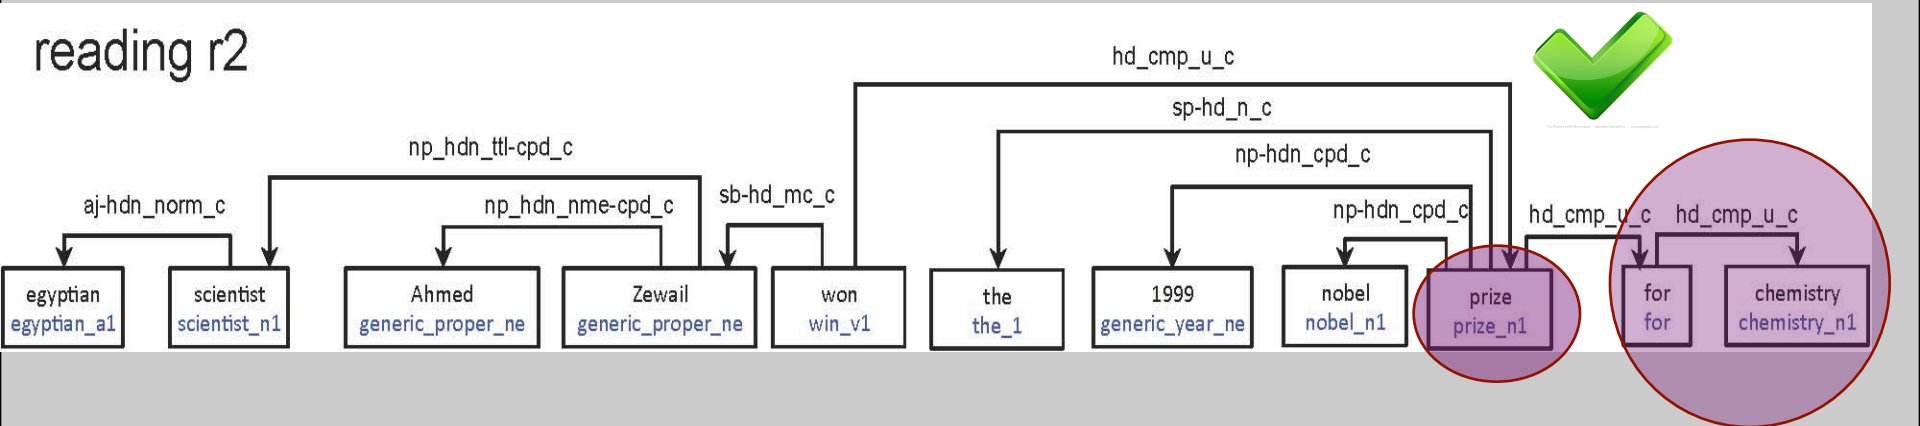 reading r2
hd_cmp_u_c
sp-hd_n_c
np_hdn_ttl-cpd_c
np-hdn_cpd_c
aj-hdn_norm_c
np_hdn_nme-cpd_c
sb-hd_mc_c
np-hdn_cpd_c
hd_cmp_u_c
hd_cmp_u_c
egyptian
egyptian_a1
scientist
scientist_n1
Ahmed
generic_proper_ne
Zewail
generic_proper_ne
won
win_v1
the
the_1
1999
generic_year_ne
nobel
nobel_n1
prize
prize_n1
for
for
chemistry
chemistry_n1